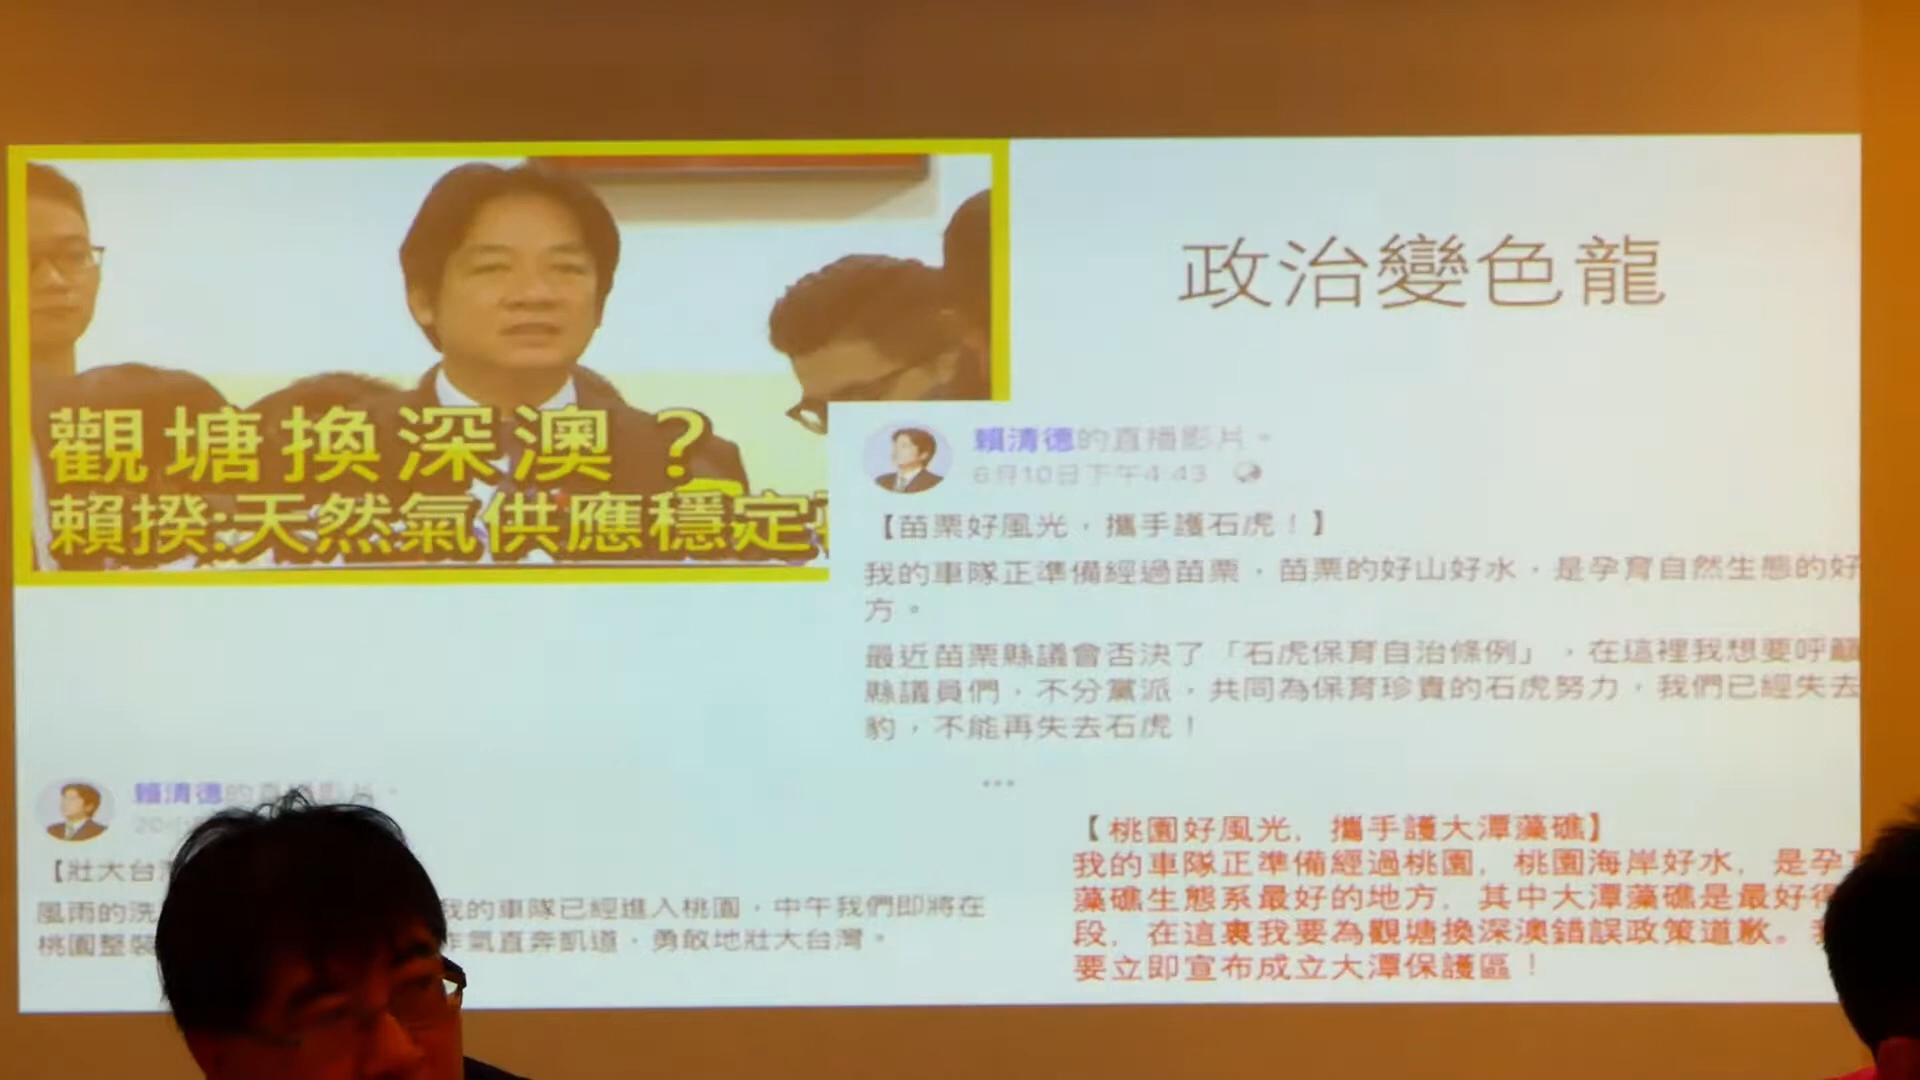 政治變色龍
觀塘換深澳？
賴揆:天然氣供應穩定
賴清德的直播影片。
6月10日下午4:43
【苗栗好風光，攜手護石虎！】
我的車隊正準備經過苗栗，苗栗的好山好水，是孕育自然生態的好
方。
最近苗栗縣議會否決了「石虎保育自治條例」，在這裡我想要呼籲
縣議員們，不分黨派，共同為保育珍貴的石虎努力，我們已經失去
豹，不能再失去石虎！
賴清德的直播影片。
【壯大台
風雨的洗 我的車隊已經進入桃園，中午我們即將在
桃園整裝 作氣直奔凱道，勇敢地壯大台灣。
【桃園好風光，攜手護大潭藻礁】
我的車隊正準備經過桃園，桃園海岸好水，是孕
藻礁生態系最好的地方，其中大潭藻礁是最好得
段，在這裏我要為觀塘換深澳錯誤政策道歉。
要立即宣布成立大潭保護區！